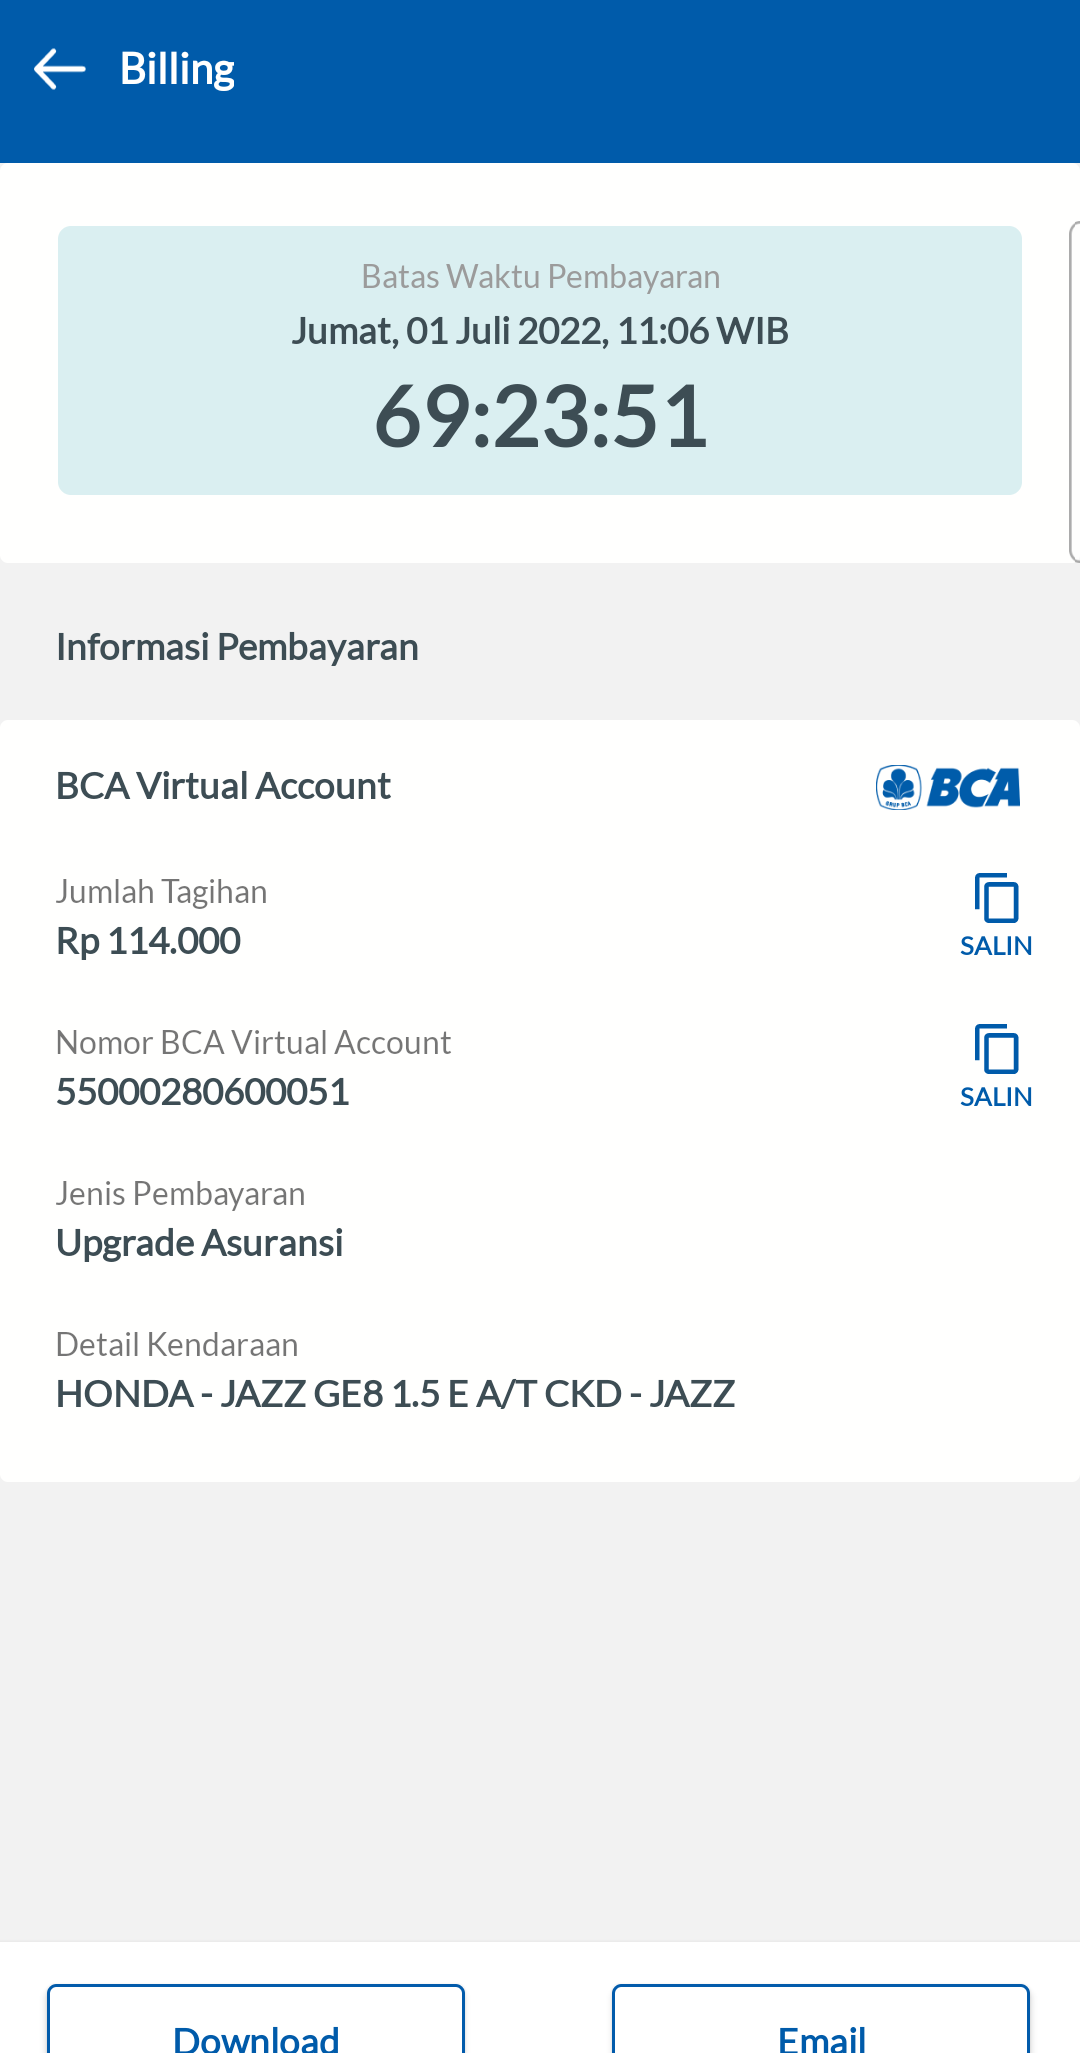 Billing
Batas Waktu Pembayaran
Jumat, 01 Juli 2022, 11:06 WIB
69:23:51
Informasi Pembayaran
BCA Virtual Account
GRUP BCA
BCA
Jumlah Tagihan
Rp 114.000
SALIN
Nomor BCA Virtual Account
55000280600051
SALIN
Jenis Pembayaran
Upgrade Asuransi
Detail Kendaraan
HONDA - JAZZ GE8 1.5 E A/T CKD - JAZZ
Download
Email